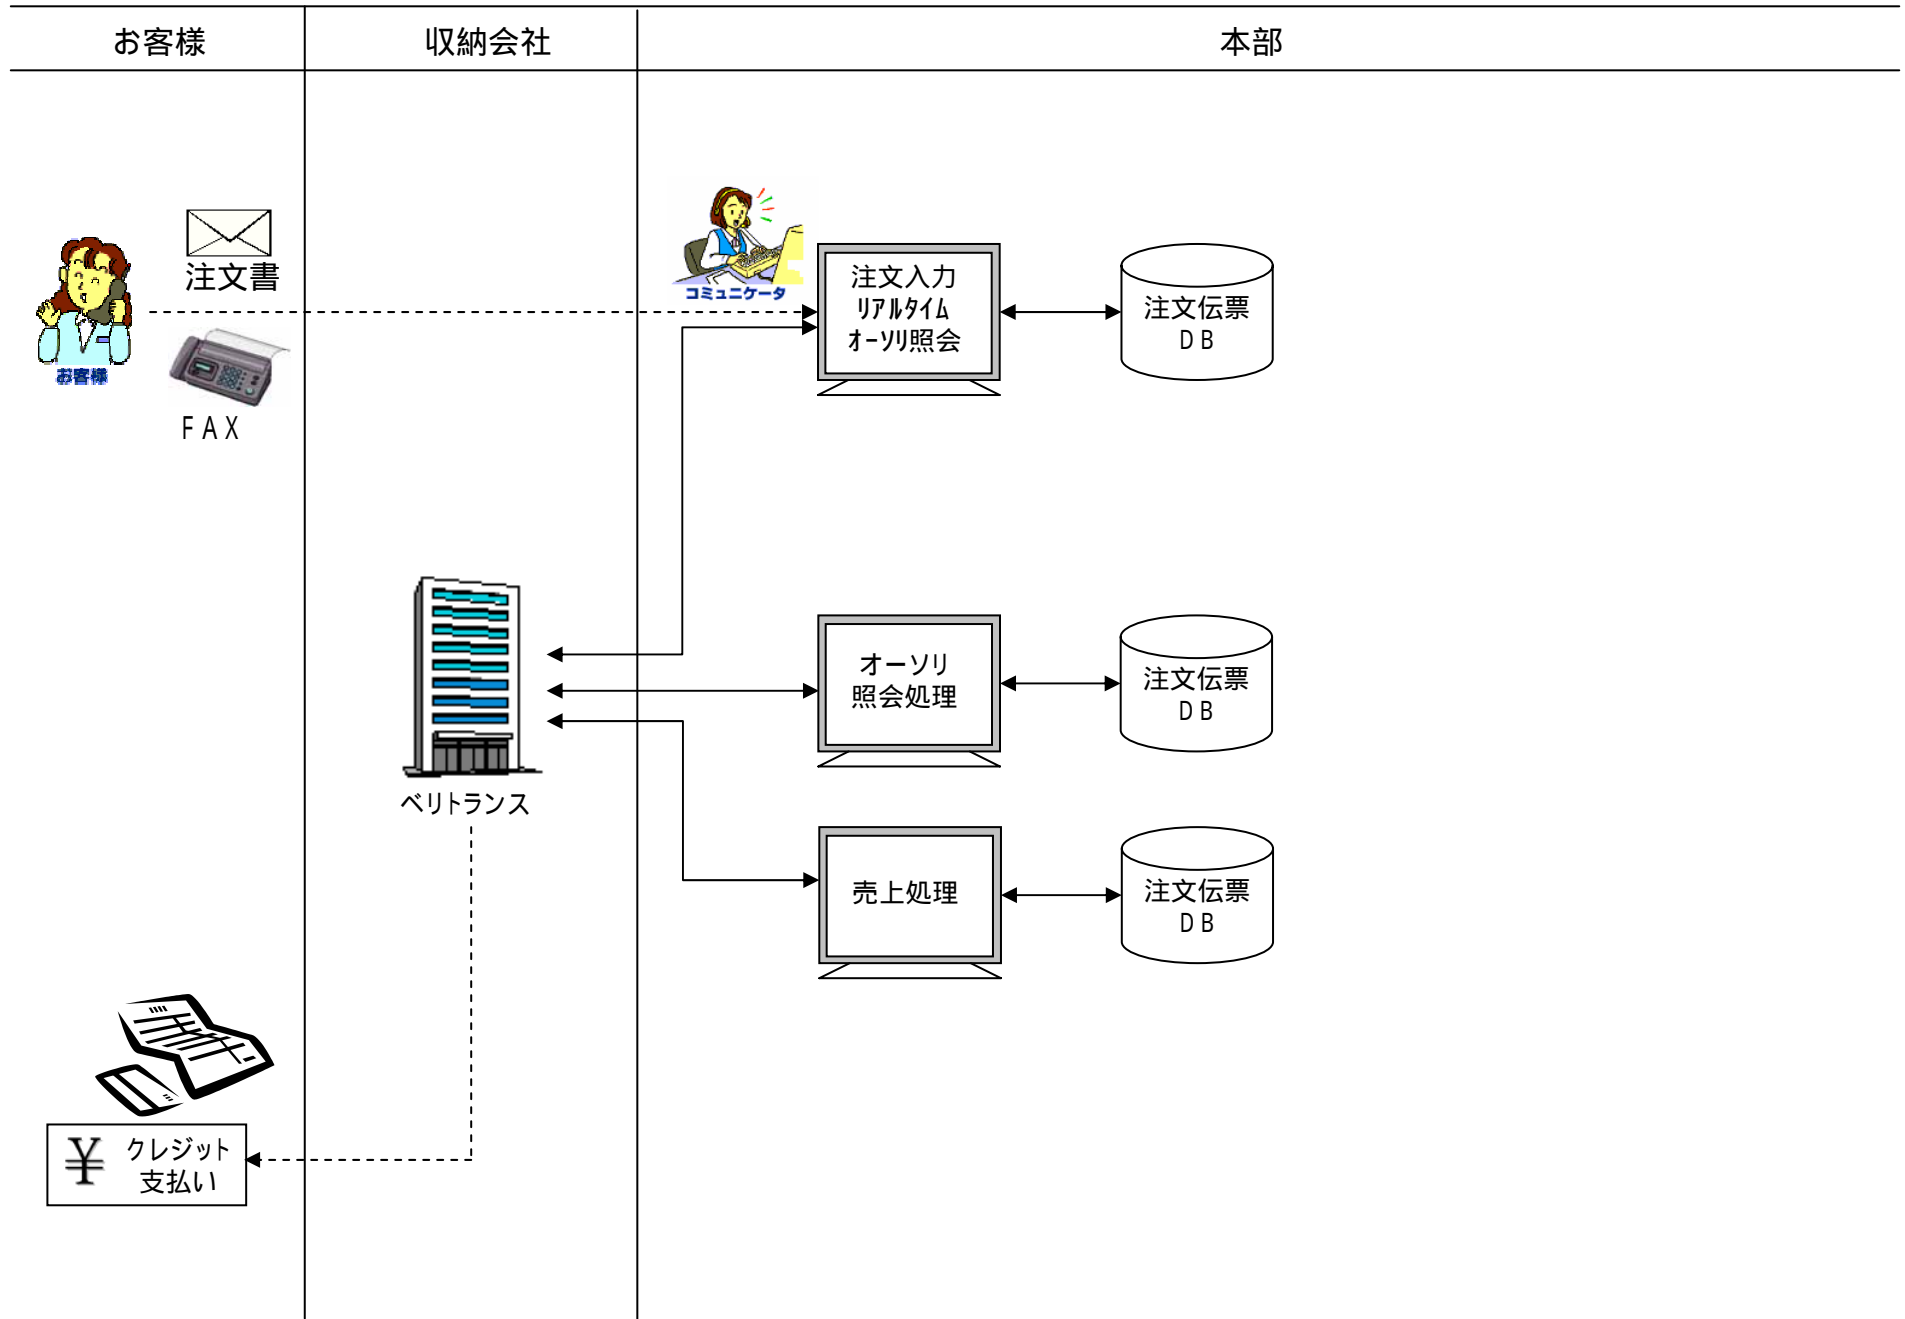 お客様
収納会社
本部
注文書
お客様
ＦＡＸ
コミュニケータ
注文入力
ﾘｱﾙﾀｲﾑ
ｵｰｿﾘ照会
注文伝票
ＤＢ
ベリトランス
オーソリ
照会処理
注文伝票
ＤＢ
売上処理
注文伝票
ＤＢ
¥
クレジット
支払い